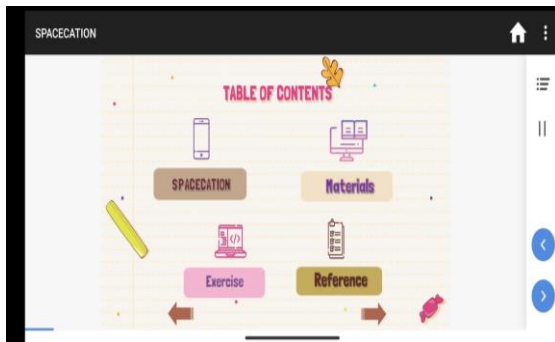 SPACECATION
TABLE OF CONTENTS
SPACECATION
Materials
Exercise
Reference